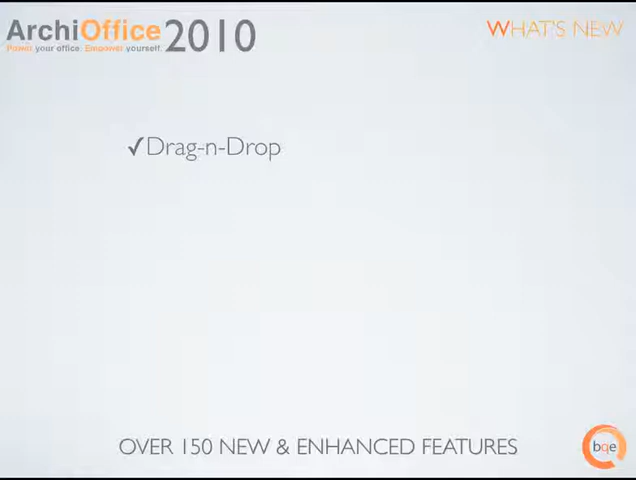 ArchiOffice 2010
Power your office. Empower yourself.
WHAT'S NEW
✓Drag-n-Drop
OVER 150 NEW & ENHANCED FEATURES
bqe